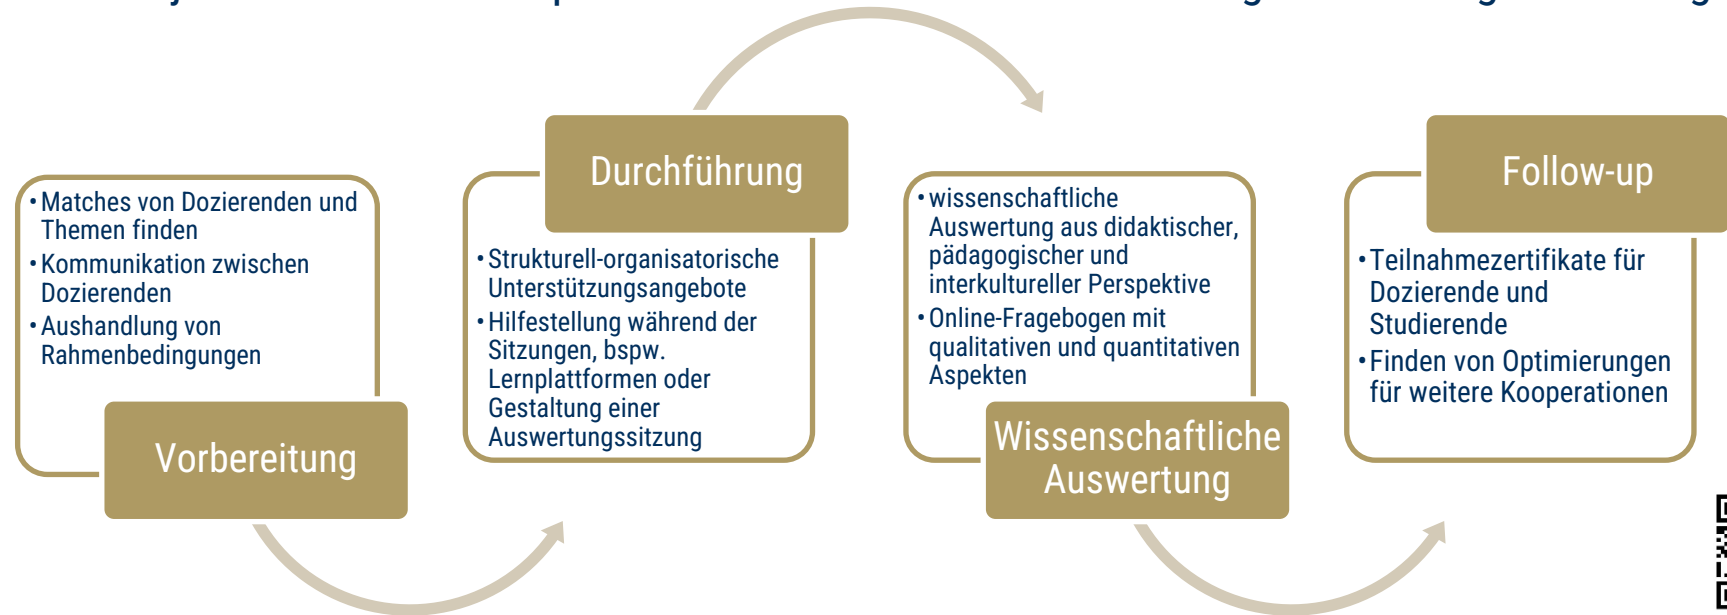 • Matches von Dozierenden und
Themen finden
• Kommunikation zwischen
Dozierenden
• Aushandlung von
Rahmenbedingungen
Vorbereitung
Durchführung
• Strukturell-organisatorische
Unterstützungsangebote
• Hilfestellung während der
Sitzungen, bspw.
Lernplattformen oder
Gestaltung einer
Auswertungssitzung
• wissenschaftliche
Auswertung aus didaktischer,
pädagogischer und
interkultureller Perspektive
• Online-Fragebogen mit
qualitativen und quantitativen
Aspekten
Wissenschaftliche
Auswertung
Follow-up
• Teilnahmezertifikate für
Dozierende und
Studierende
• Finden von Optimierungen
für weitere Kooperationen